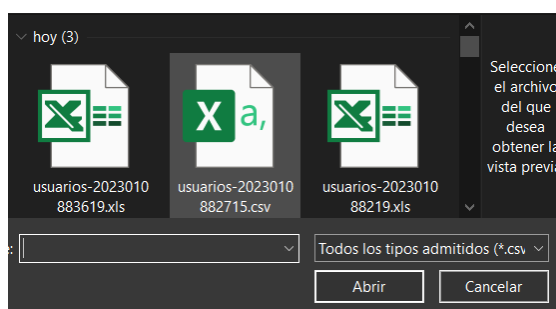 hoy (3)
usuarios-2023010
883619.xls
a,
usuarios-2023010
882715.csv
usuarios-2023010
88219.xls
Seleccione
el archivo
del que
desea
obtener la
vista previa
Todos los tipos admitidos (*.csv
Abrir
Cancelar